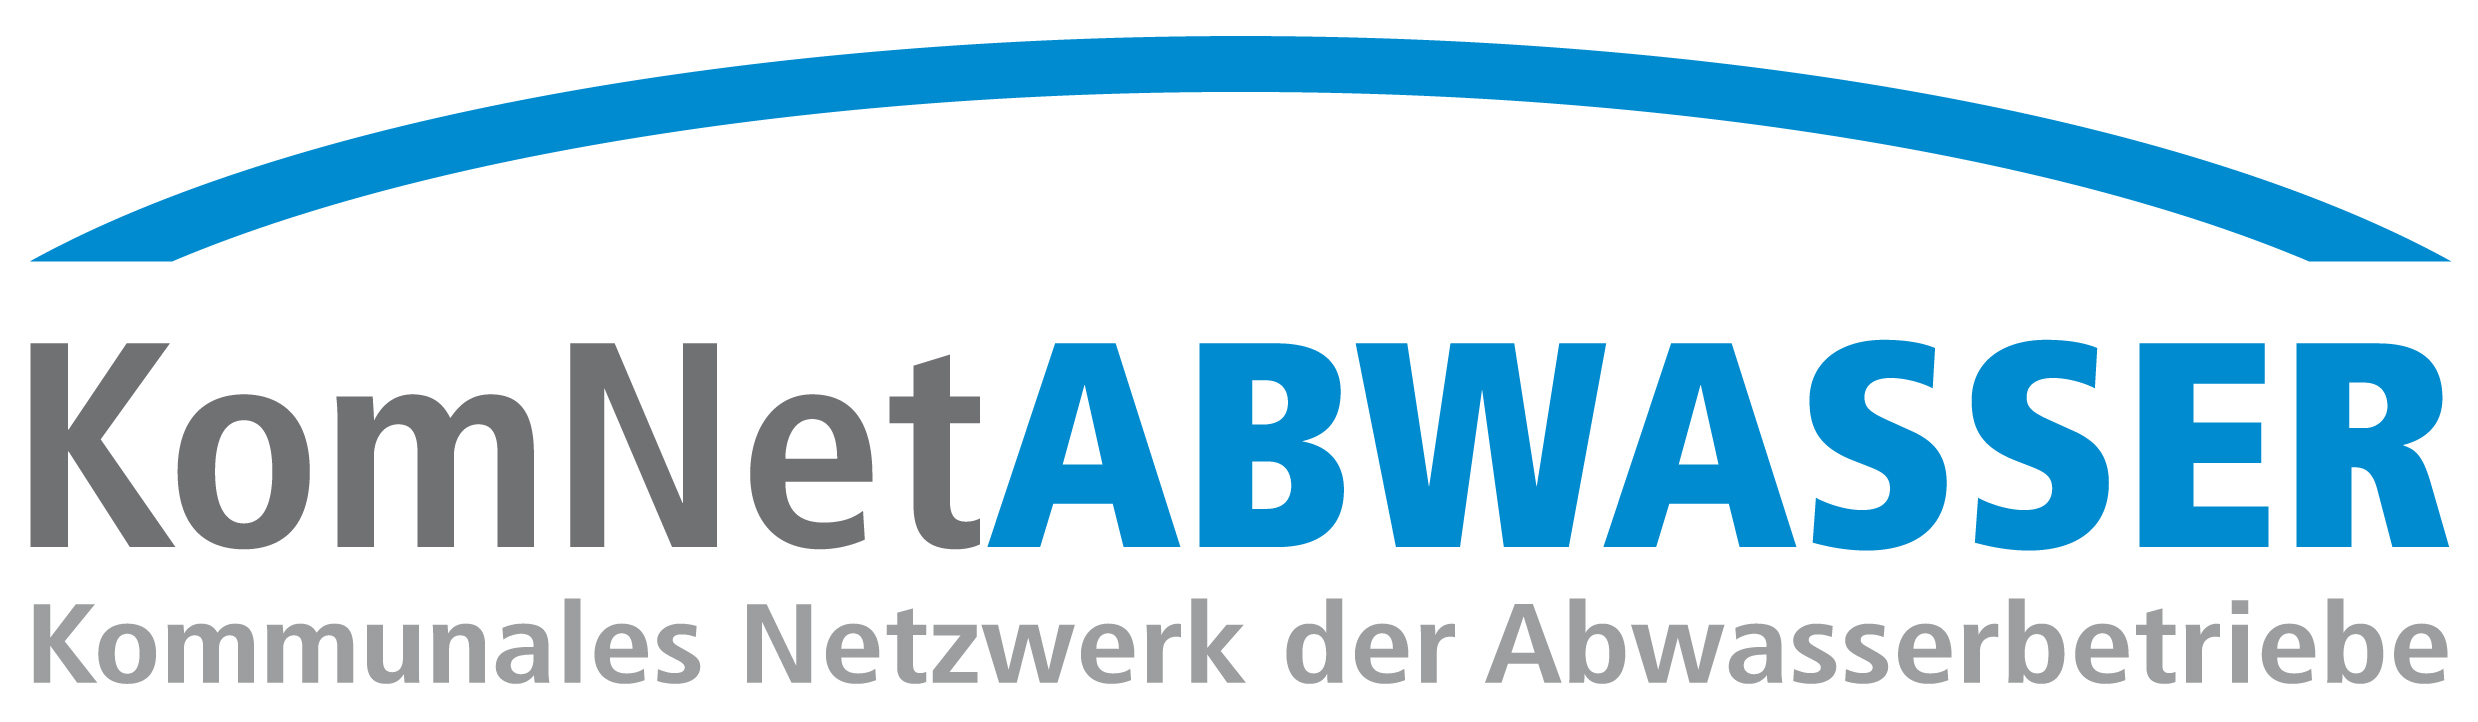 KomNetABWASSER
Kommunales Netzwerk der Abwasserbetriebe